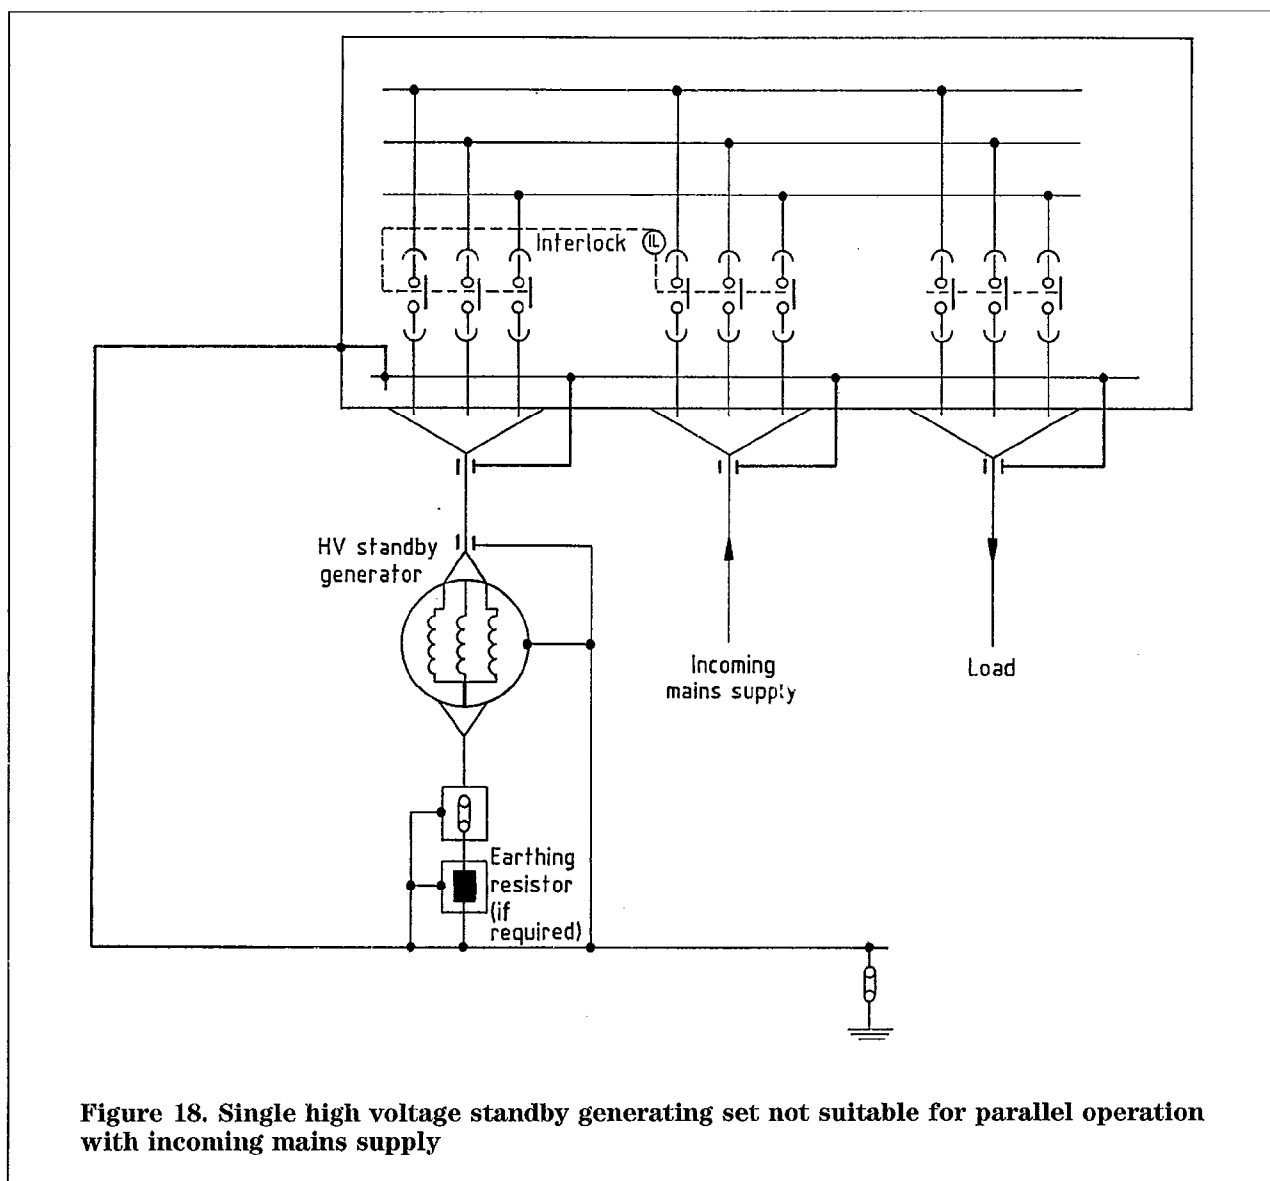 Interlock
IL
HV standby
generator
Incoming
mains supply
Load
Earthing
resistor
(if
required)
Figure 18. Single high voltage standby generating set not suitable for parallel operation
with incoming mains supply